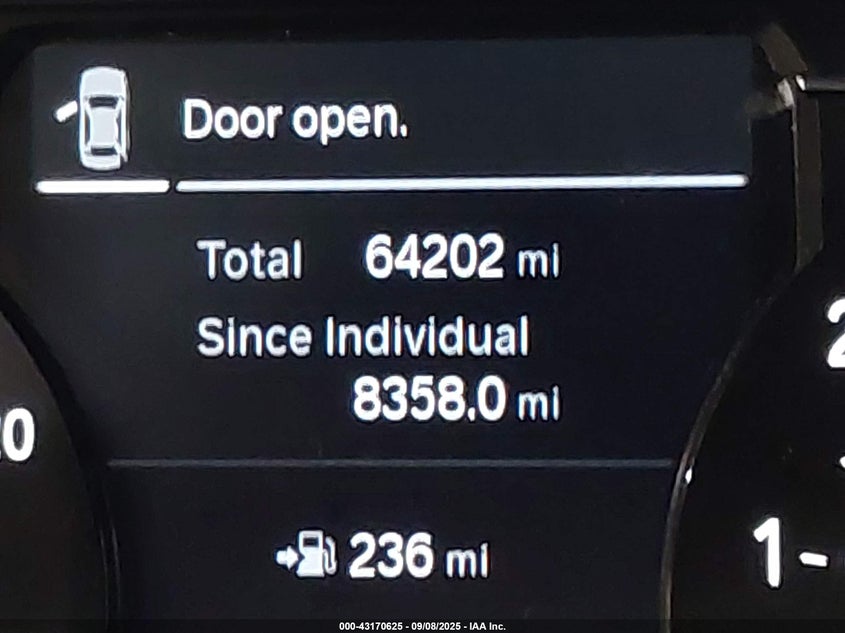 Door open.
Total 64202 mi
Since Individual
8358.0 mi
236 mi
1-
000-43170625 - 09/08/2025 - IAA Inc.